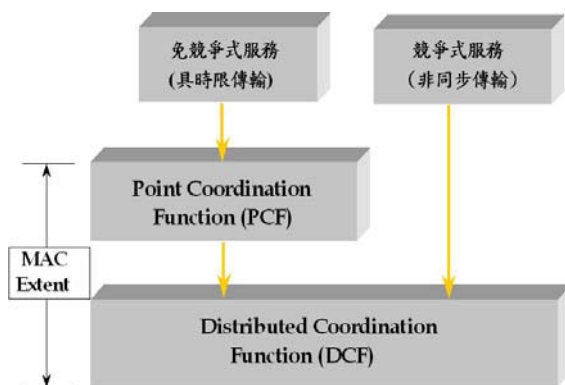 免競爭式服務
(具時限傳輸)
競爭式服務
（非同步傳輸）
Point Coordination
Function (PCF)
MAC
Extent
Distributed Coordination
Function (DCF)